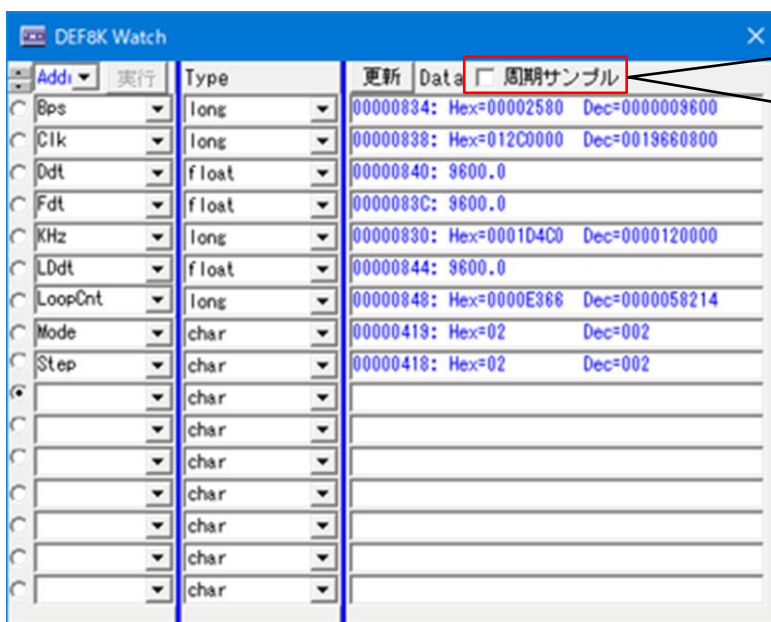 DEF8K Watch
Addr 実行 Type 更新 Data 周期サンプル
Bps long 00000834: Hex=00002580 Dec=0000009600
Clk long 00000838: Hex=012C0000 Dec=0019660800
Ddt float 00000840: 9600.0
Fdt float 0000083C: 9600.0
KHz long 00000830: Hex=0001D4C0 Dec=0000120000
LDdt float 00000844: 9600.0
LoopCnt long 00000848: Hex=0000E366 Dec=0000058214
Mode char 00000419: Hex=02 Dec=002
Step char 00000418: Hex=02 Dec=002
char
char
char
char
char
char
char